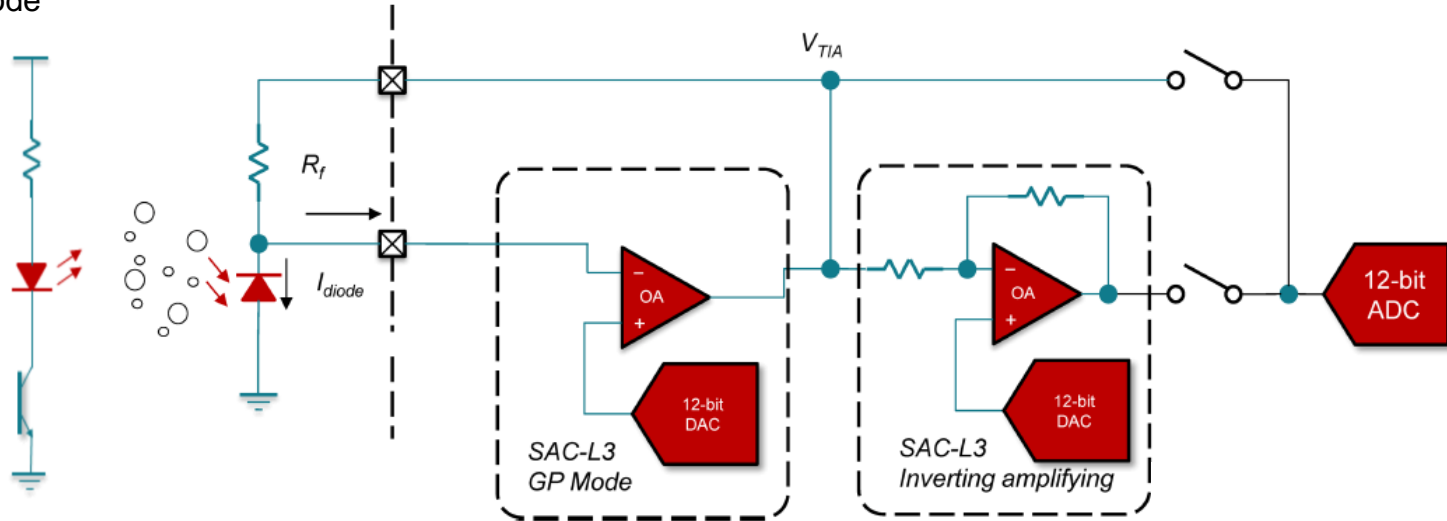 ode
V_TIA
R_f
I_diode
−
OA
+
12-bit
DAC
SAC-L3
GP Mode
−
OA
+
12-bit
DAC
SAC-L3
Inverting amplifying
12-bit
ADC